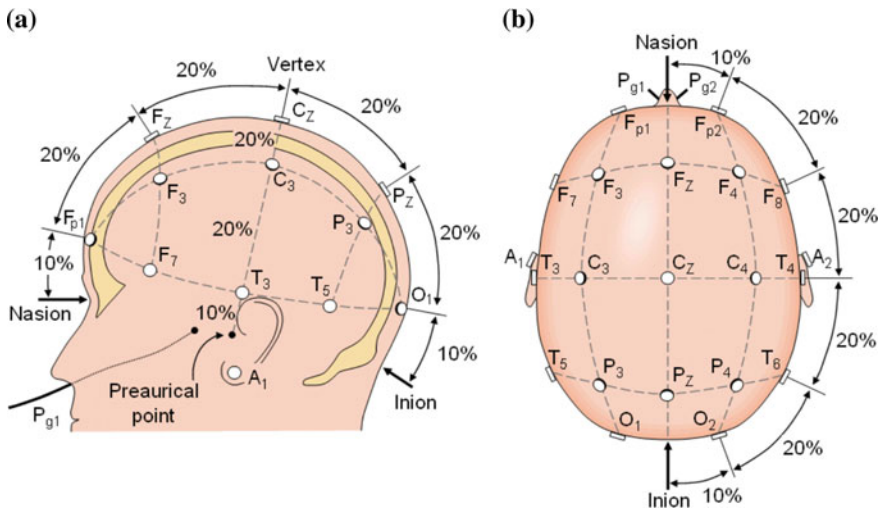 (a)
Vertex
20%
20%
FZ
CZ
20%
20%
F3
C3
PZ
Fp1
P3
20%
20%
10%
F7
T3
T5
O1
Nasion
10%
10%
A1
Preaurical
point
Inion
Pg1
(b)
Nasion
10%
Pg1
Pg2
20%
Fp1
Fp2
F7
F3
FZ
F4
F8
20%
A1
T3
C3
CZ
C4
T4
A2
20%
T5
P3
PZ
P4
T6
O1
O2
20%
Inion
10%